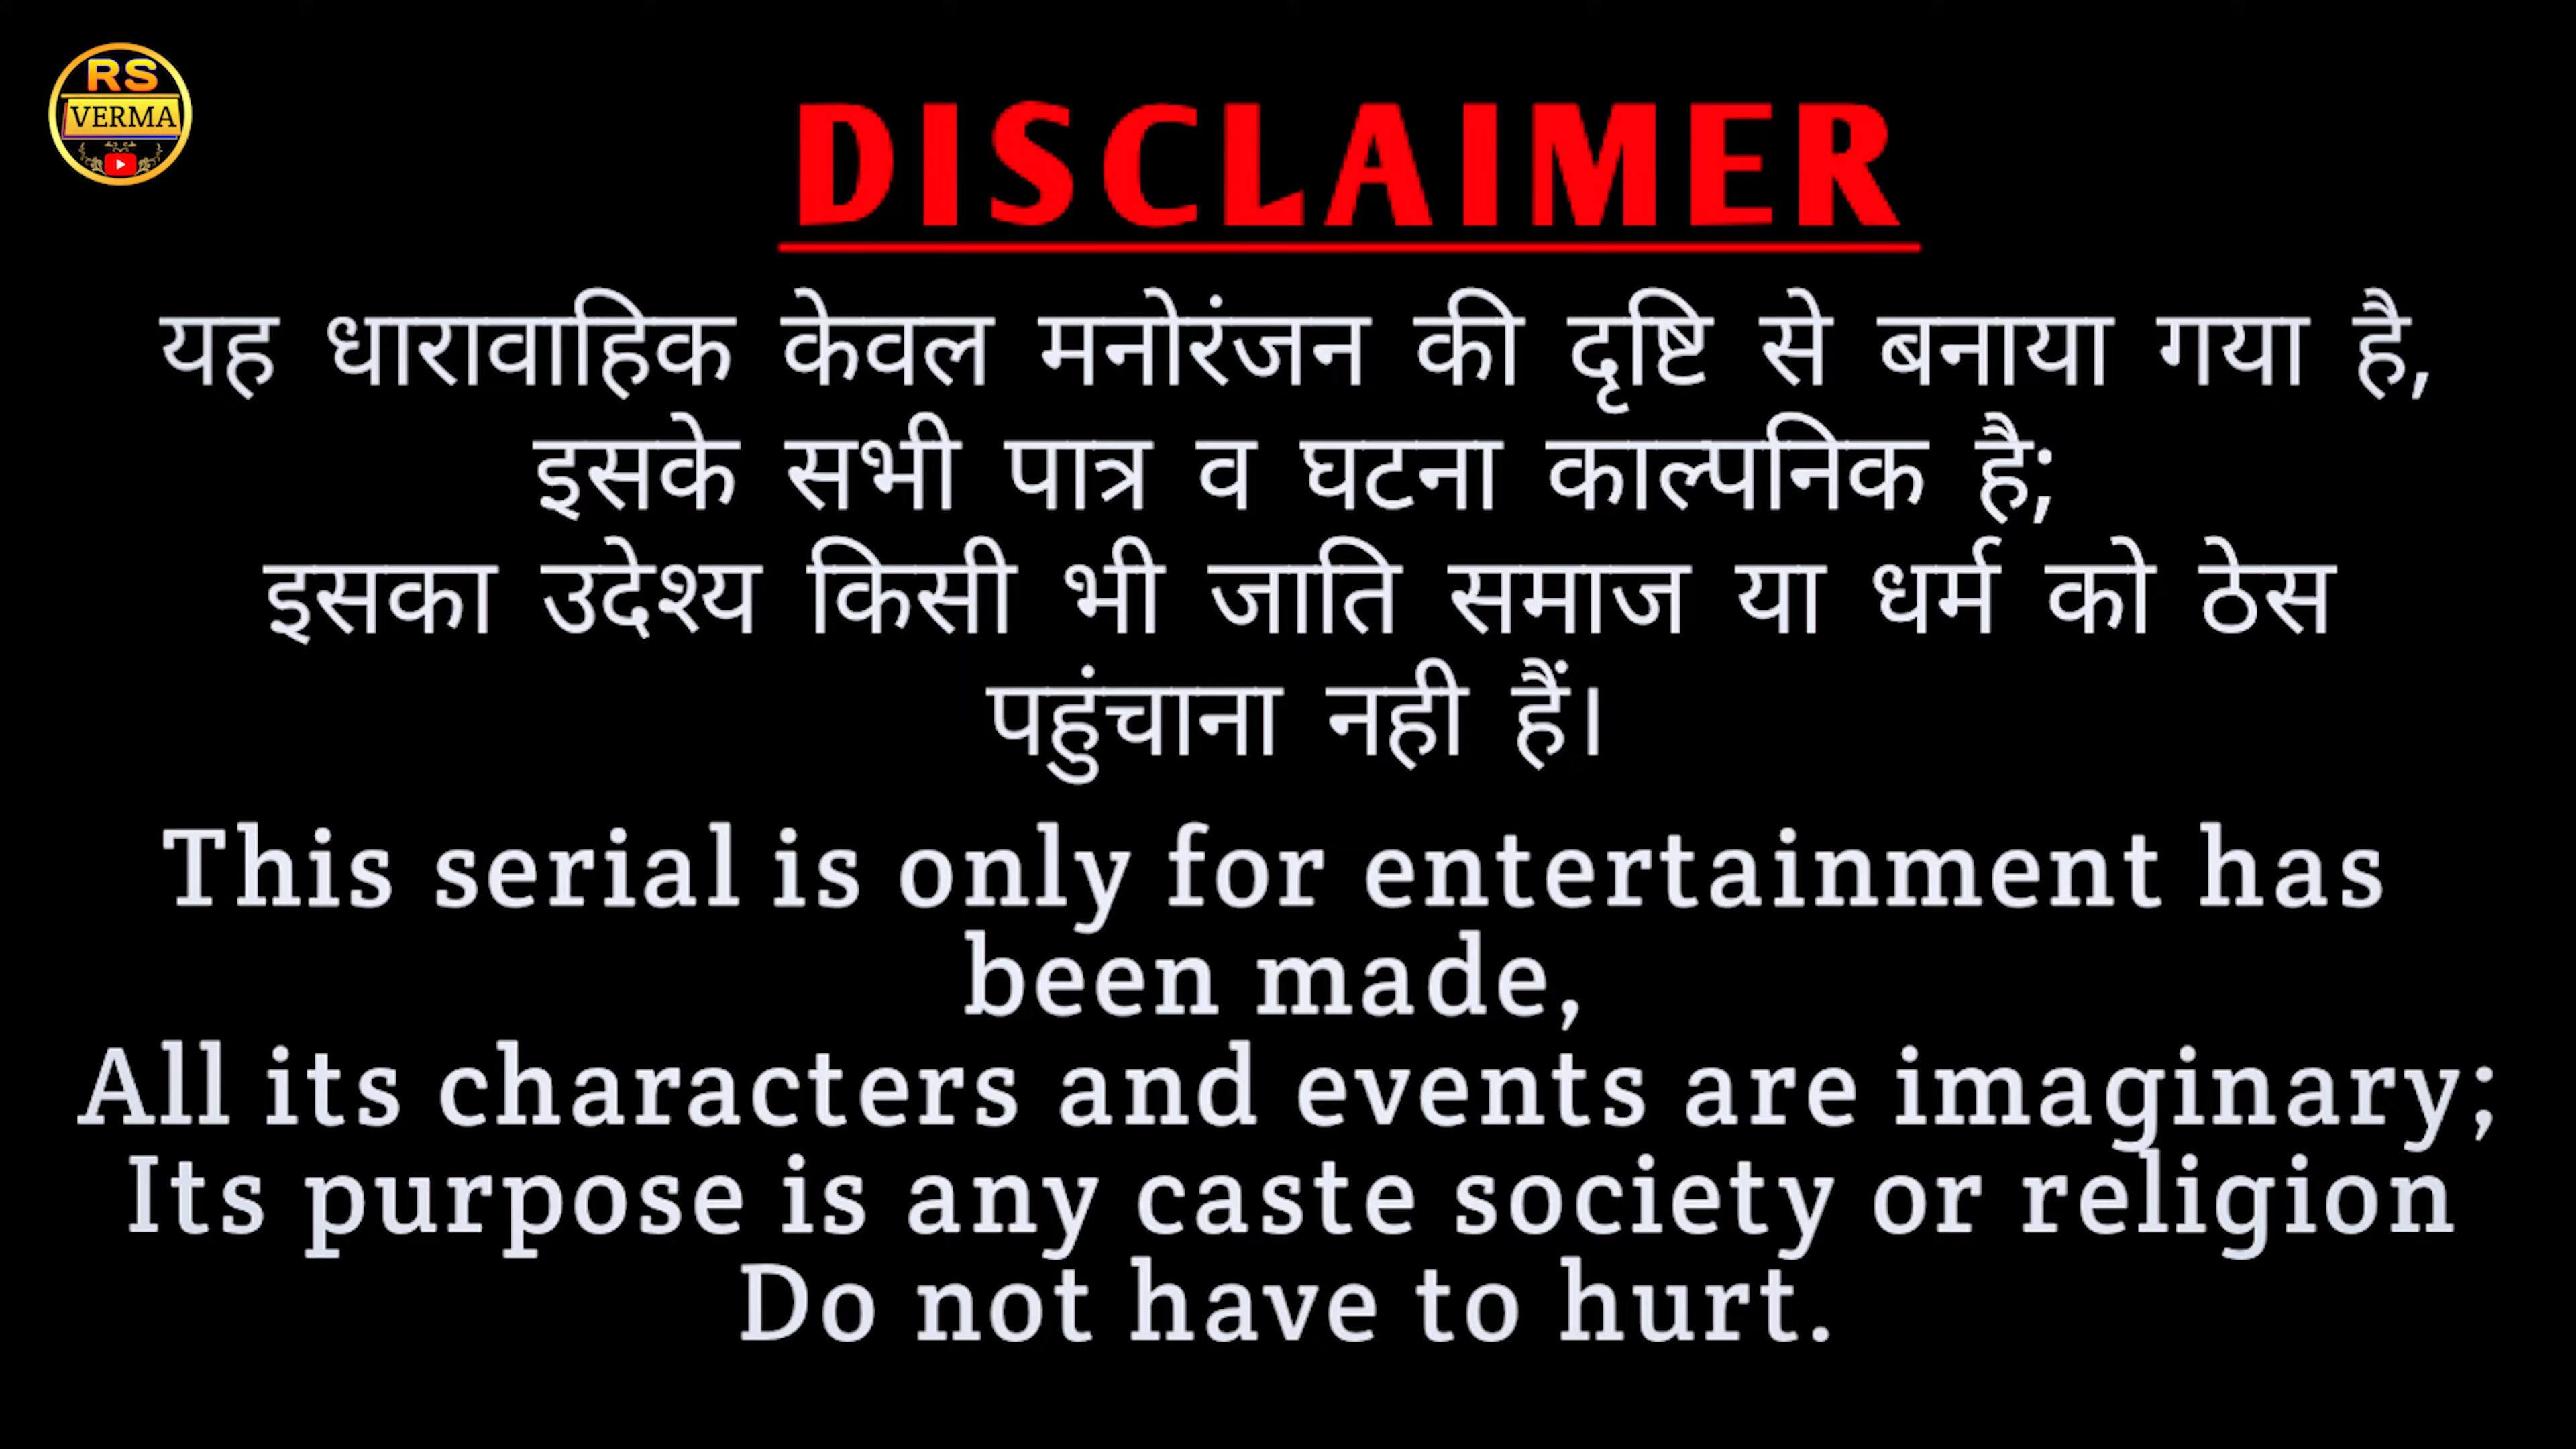 RS
VERMA
DISCLAIMER
यह धारावाहिक केवल मनोरंजन की दृष्टि से बनाया गया है,
इसके सभी पात्र व घटना काल्पनिक है;
इसका उदेश्य किसी भी जाति समाज या धर्म को ठेस
पहुंचाना नही हैं।
This serial is only for entertainment has
been made,
All its characters and events are imaginary;
Its purpose is any caste society or religion
Do not have to hurt.